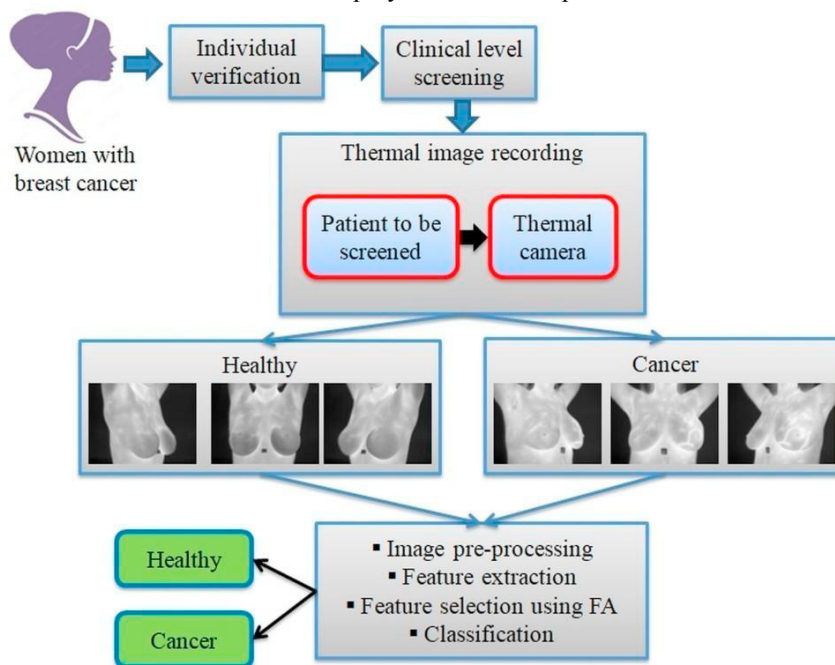 Individual
verification
Clinical level
screening
Women with
breast cancer
Thermal image recording
Patient to be
screened
Thermal
camera
Healthy
Cancer
▪ Image pre-processing
▪ Feature extraction
▪ Feature selection using FA
▪ Classification
Healthy
Cancer